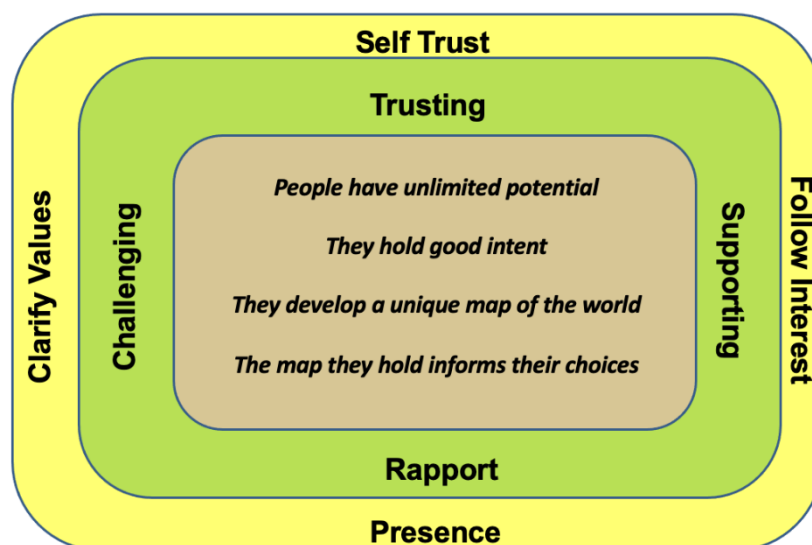 Self Trust
Trusting
Clarify Values
Challenging
People have unlimited potential
They hold good intent
They develop a unique map of the world
The map they hold informs their choices
Supporting
Follow Interest
Rapport
Presence